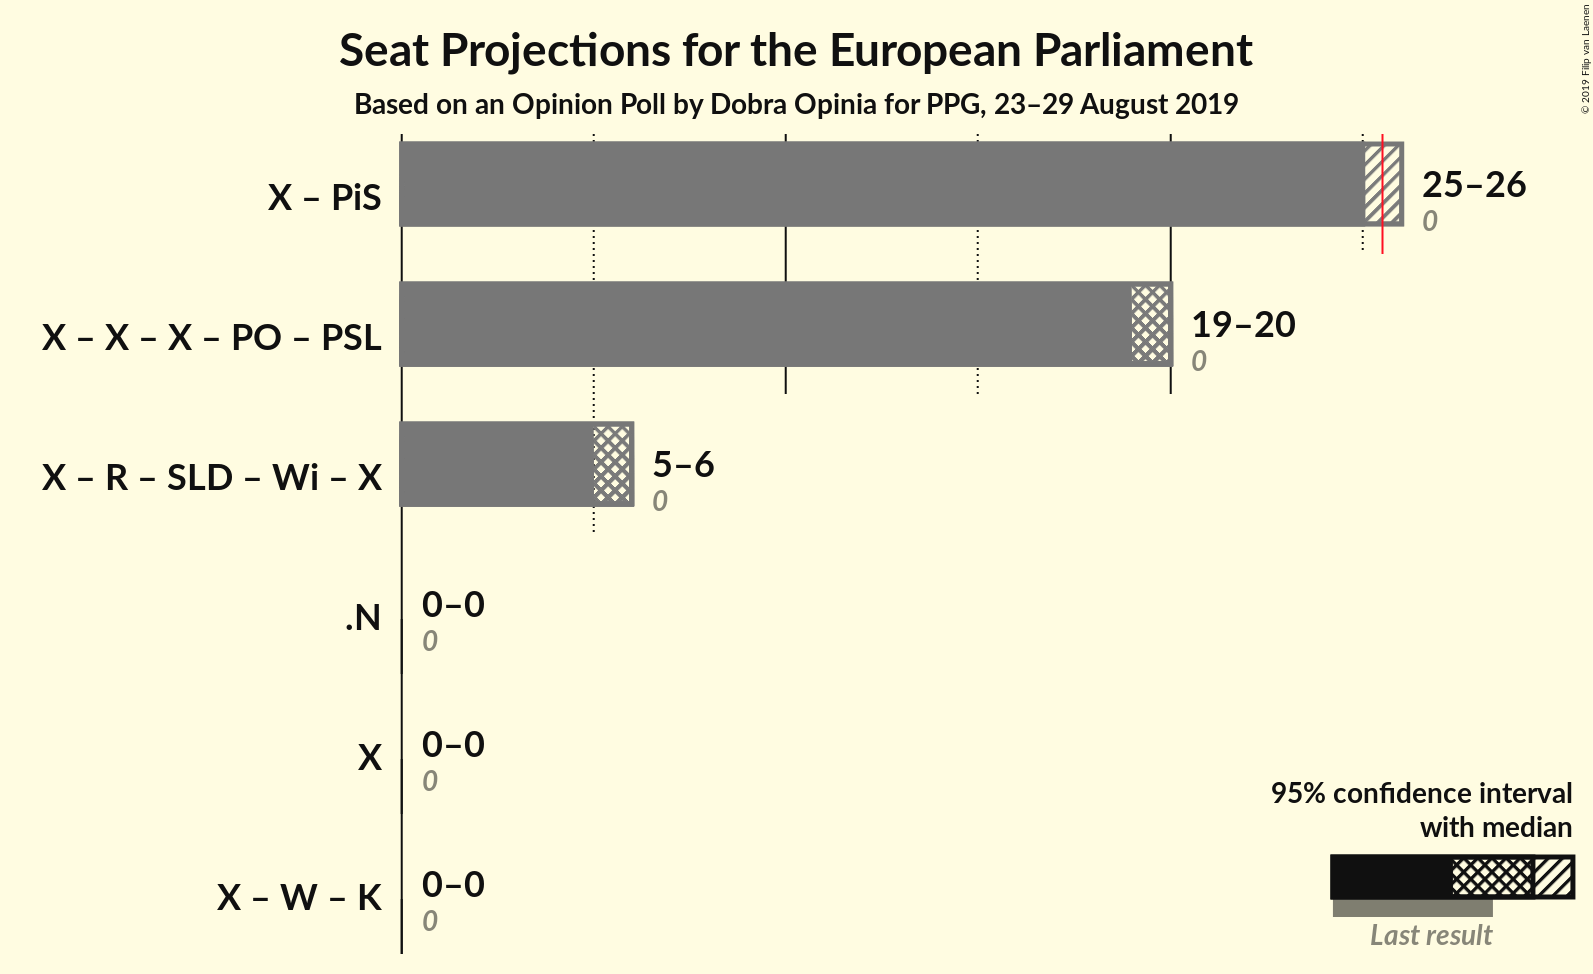 Seat Projections for the European Parliament
Based on an Opinion Poll by Dobra Opinia for PPG, 23–29 August 2019
© 2019 Filip van Laenen
X – PiS
25–26
0
X – X – X – PO – PSL
19–20
0
X – R – SLD – Wi – X
5–6
0
.N
0–0
0
X
0–0
0
X – W – K
0–0
0
95% confidence interval
with median
Last result